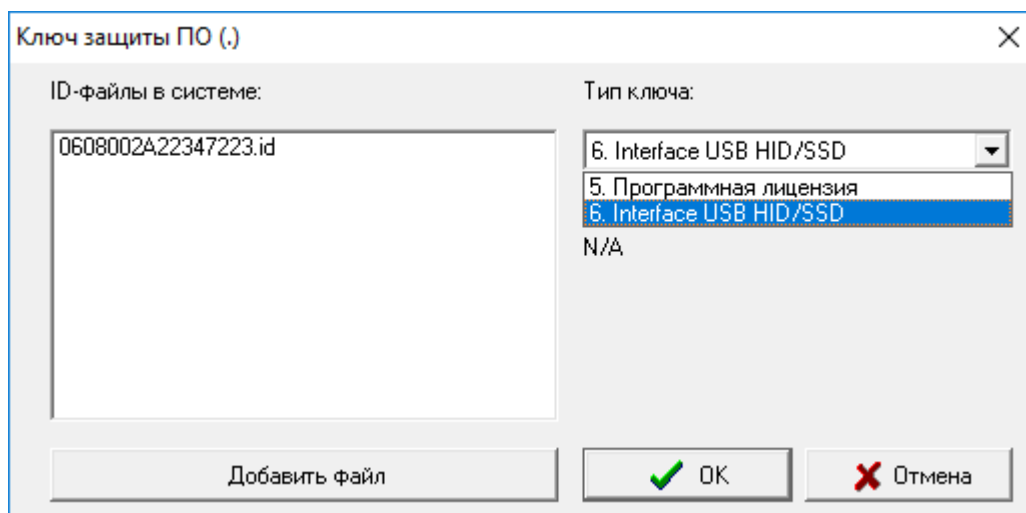 Ключ защиты ПО (.)
ID-файлы в системе:
Тип ключа:
0608002A22347223.id
6. Interface USB HID/SSD
5. Программная лицензия
6. Interface USB HID/SSD
N/A
Добавить файл
OK
Отмена